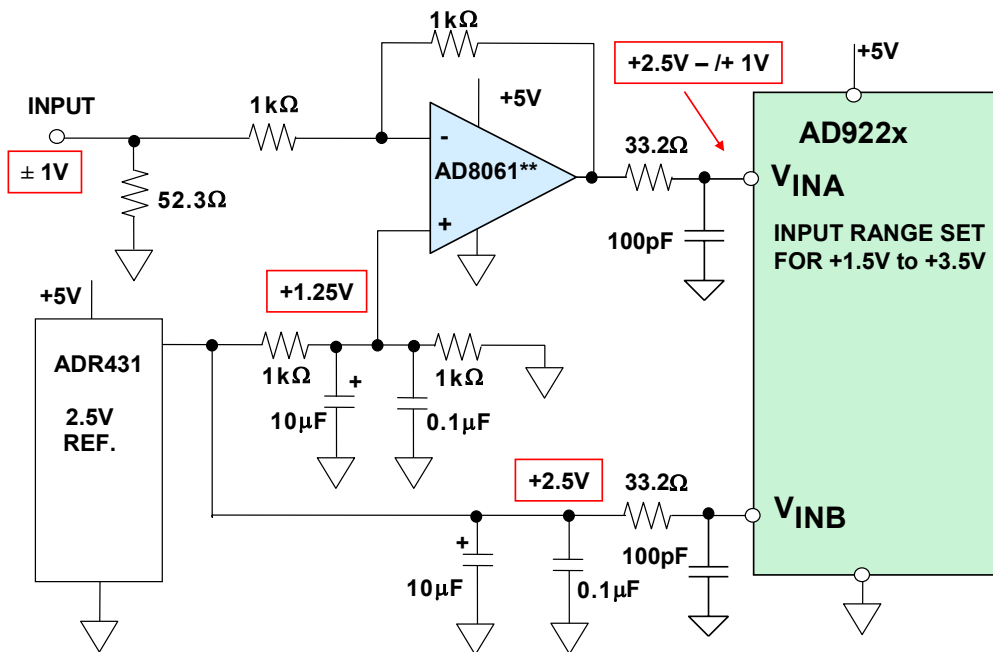 1kΩ
+2.5V – /+ 1V
+5V
INPUT
1kΩ
+5V
AD922x
± 1V
-
AD8061**
33.2Ω
VINA
52.3Ω
+
100pF
INPUT RANGE SET
FOR +1.5V to +3.5V
+5V
+1.25V
ADR431
2.5V
REF.
1kΩ
+
1kΩ
10μF
0.1μF
+2.5V
33.2Ω
VINB
+
10μF
0.1μF
100pF